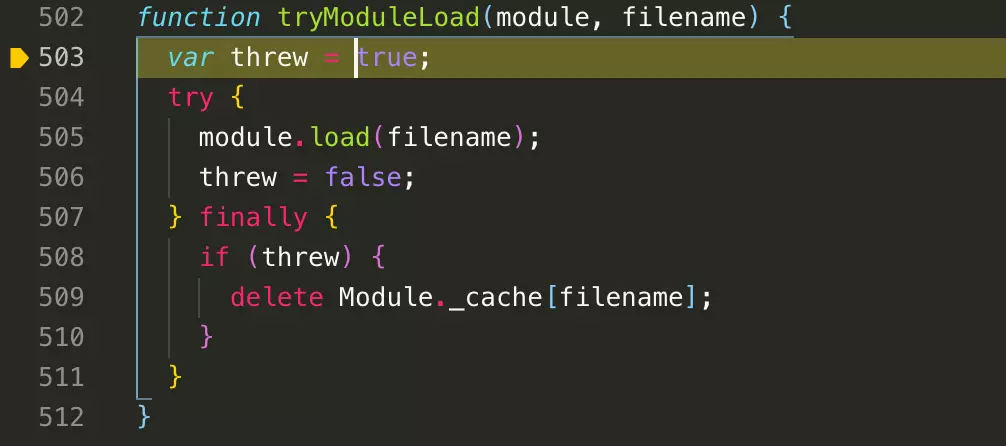 502 function tryModuleLoad(module, filename) {
503 var threw = true;
504 try {
505 module.load(filename);
506 threw = false;
507 } finally {
508 if (threw) {
509 delete Module._cache[filename];
510 }
511 }
512 }